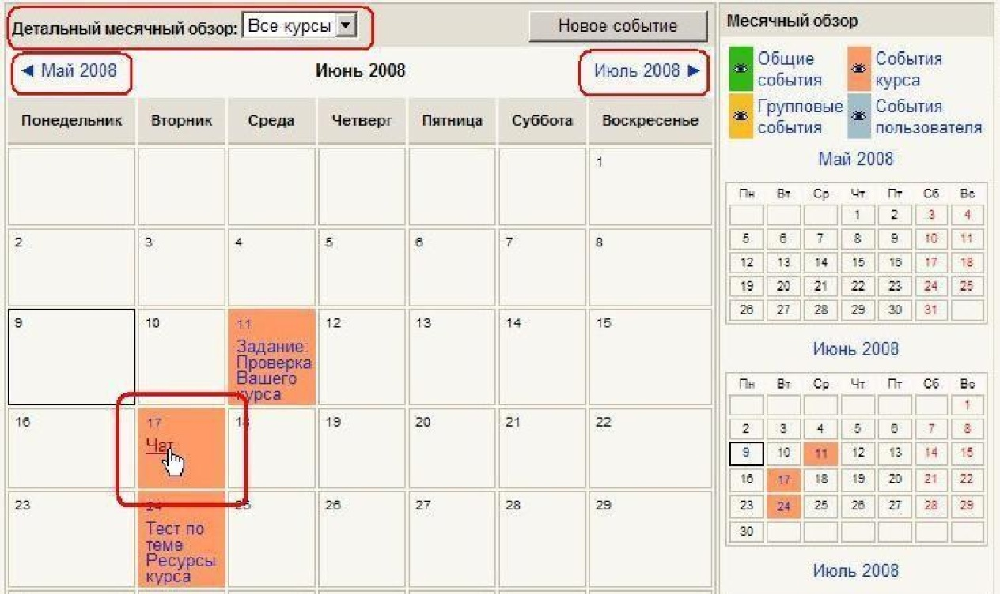 Детальный месячный обзор: Все курсы
Новое событие
Май 2008
Июнь 2008
Июль 2008
Понедельник Вторник Среда Четверг Пятница Суббота Воскресенье
1
2 3 4 5 6 7 8
9 10 11 12 13 14 15
Задание:
Проверка
Вашего
курса
16 17 18 19 20 21 22
Чат
23 24 25 26 27 28 29
Тест по
теме
Ресурсы
курса
Месячный обзор
Общие
события
События
курса
Групповые
события
События
пользователя
Май 2008
Пн Вт Ср Чт Пт Сб Вс
1 2 3 4
5 6 7 8 9 10 11
12 13 14 15 16 17 18
19 20 21 22 23 24 25
26 27 28 29 30 31
Июнь 2008
Пн Вт Ср Чт Пт Сб Вс
1
2 3 4 5 6 7 8
9 10 11 12 13 14 15
16 17 18 19 20 21 22
23 24 25 26 27 28 29
30
Июль 2008